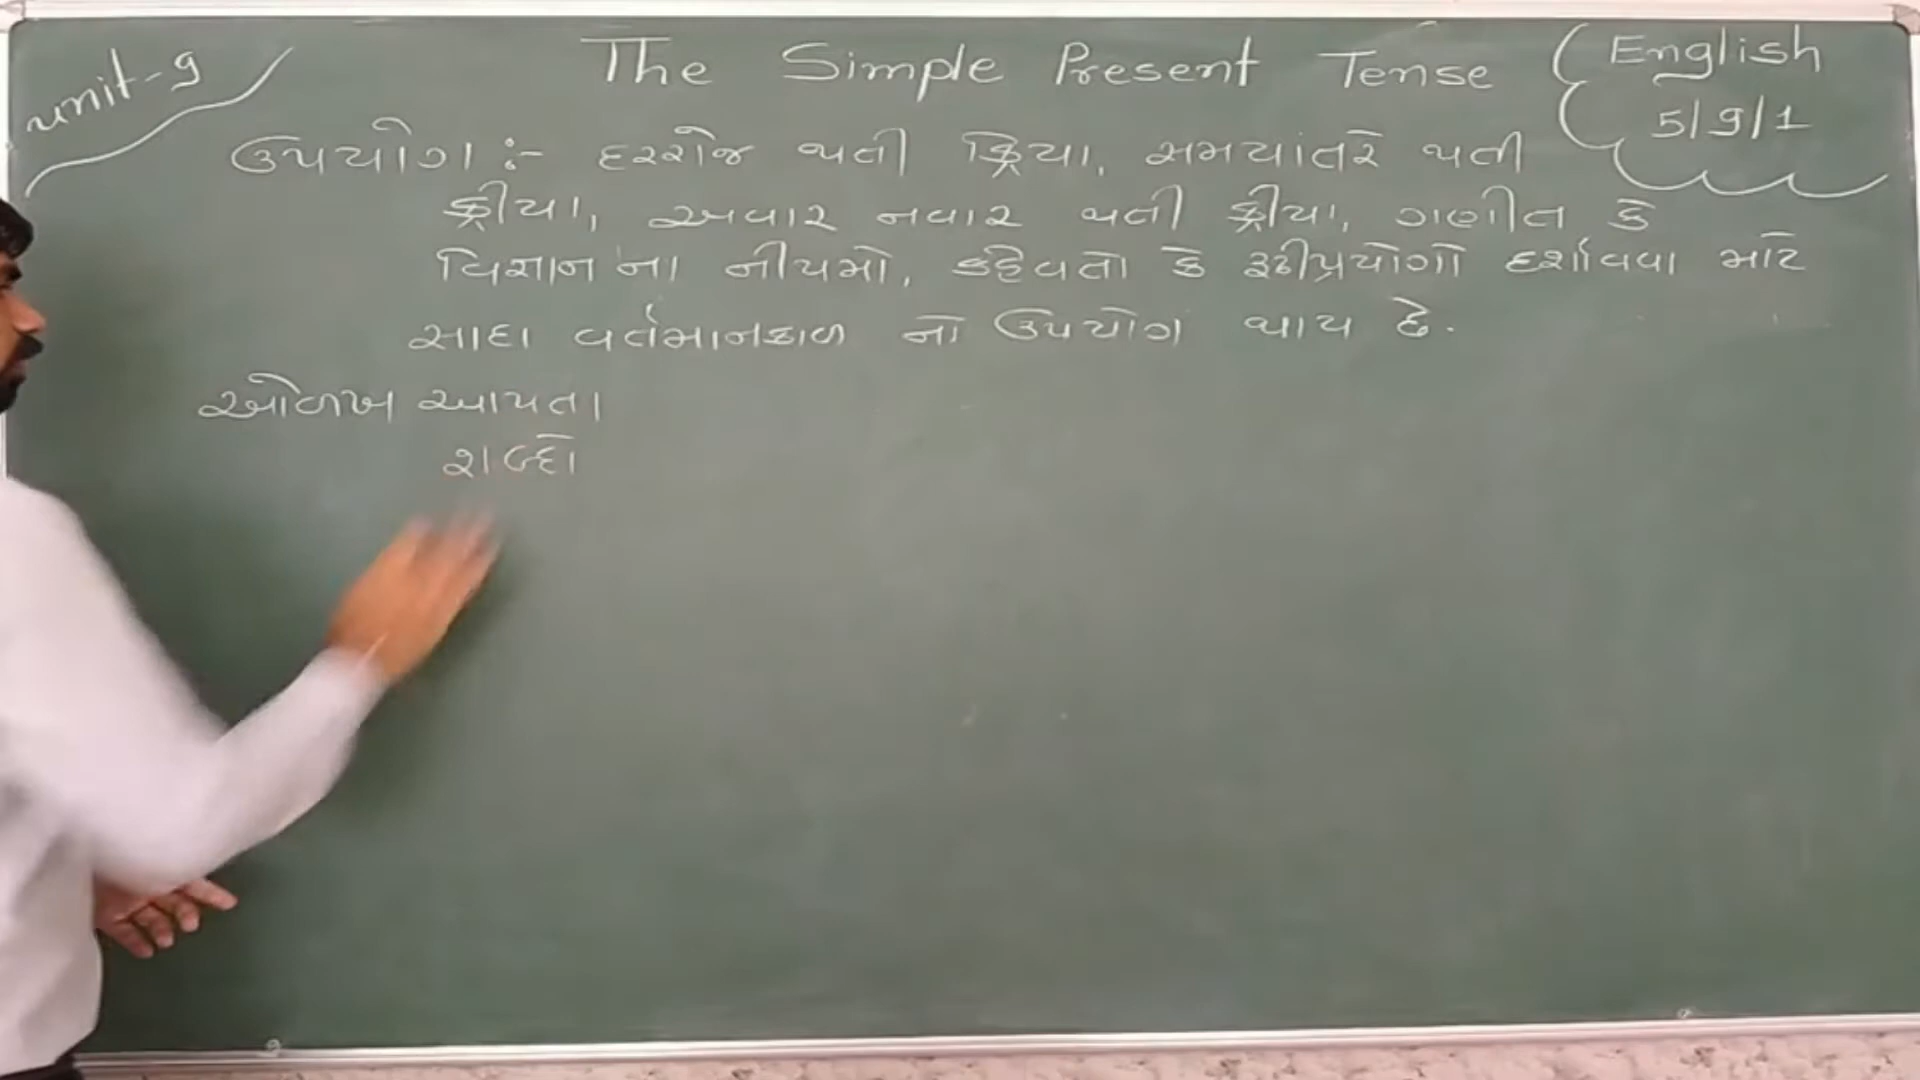 unit-9
The Simple Present Tense
English
5/9/1
ઉપયોગ :- દરરોજ થતી ક્રિયા, સમયાંતરે થતી
ક્રીયા, અવાર નવાર થતી ક્રીયા, ગણીત કે
વિજ્ઞાન ના નીયમો, કહેવતો કે રૂઢીપ્રયોગો દર્શાવવા માટે
સાદા વર્તમાનકાળ નો ઉપયોગ થાય છે.
ઓળખ આપતા
શબ્દો